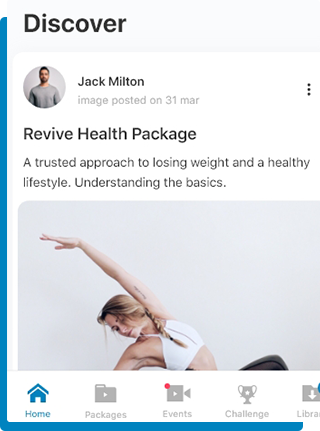 Discover
Jack Milton
image posted on 31 mar
Revive Health Package
A trusted approach to losing weight and a healthy
lifestyle. Understanding the basics.
Home
Packages
Events
Challenge